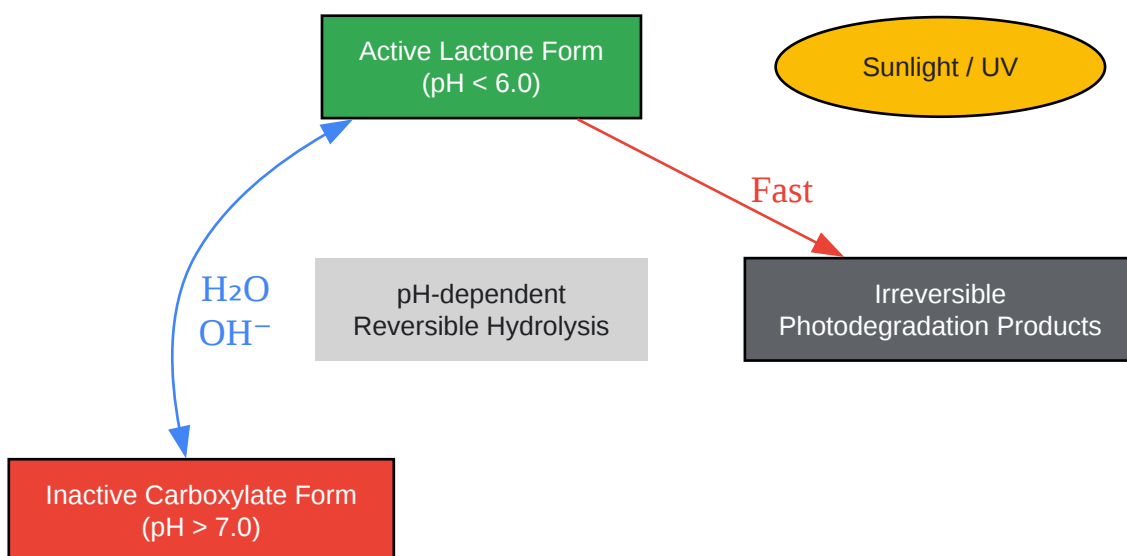 Active Lactone Form
(pH < 6.0)
Sunlight / UV
Fast
H₂O
OH⁻
pH-dependent
Reversible Hydrolysis
Irreversible
Photodegradation Products
Inactive Carboxylate Form
(pH > 7.0)